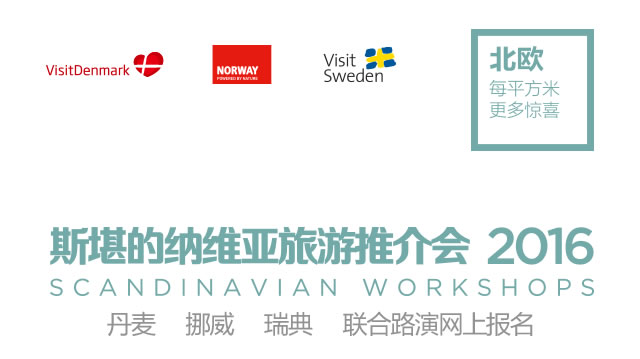 VisitDenmark
NORWAY
POWERED BY NATURE
Visit
Sweden
北欧
每平方米
更多惊喜
斯堪的纳维亚旅游推介会 2016
SCANDINAVIAN WORKSHOPS
丹麦 挪威 瑞典 联合路演网上报名